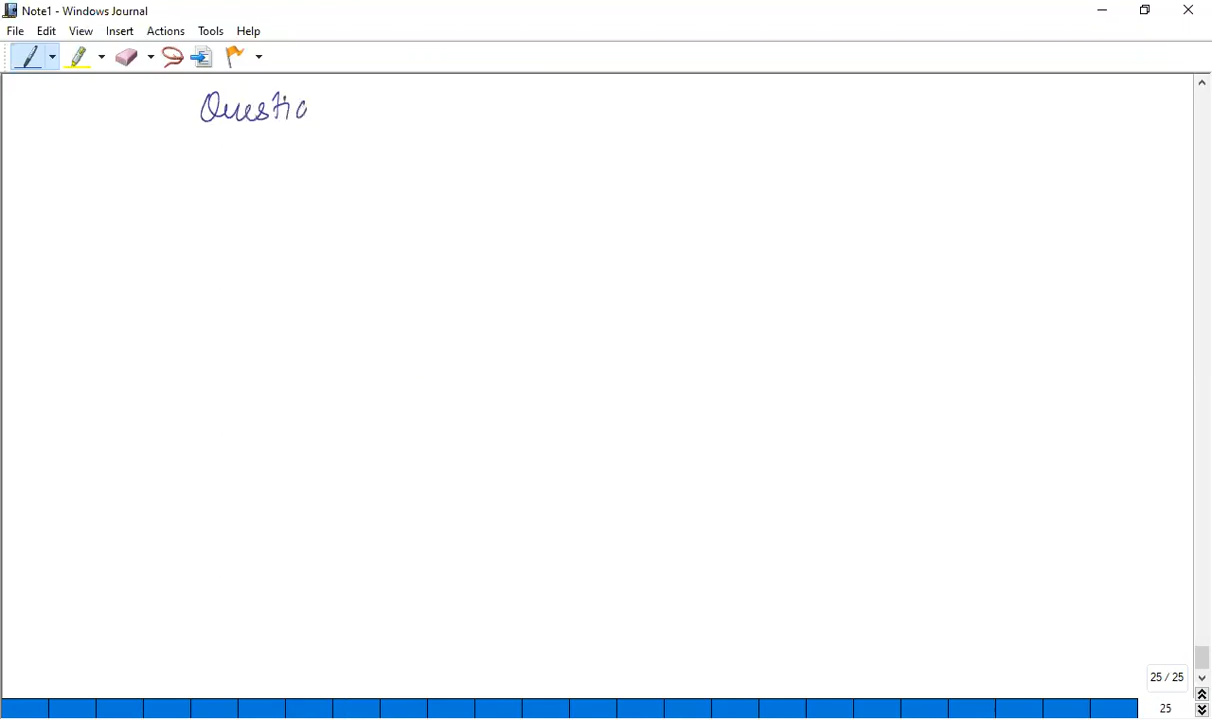 Note1 - Windows Journal
File Edit View Insert Actions Tools Help
Questio
25 / 25
25